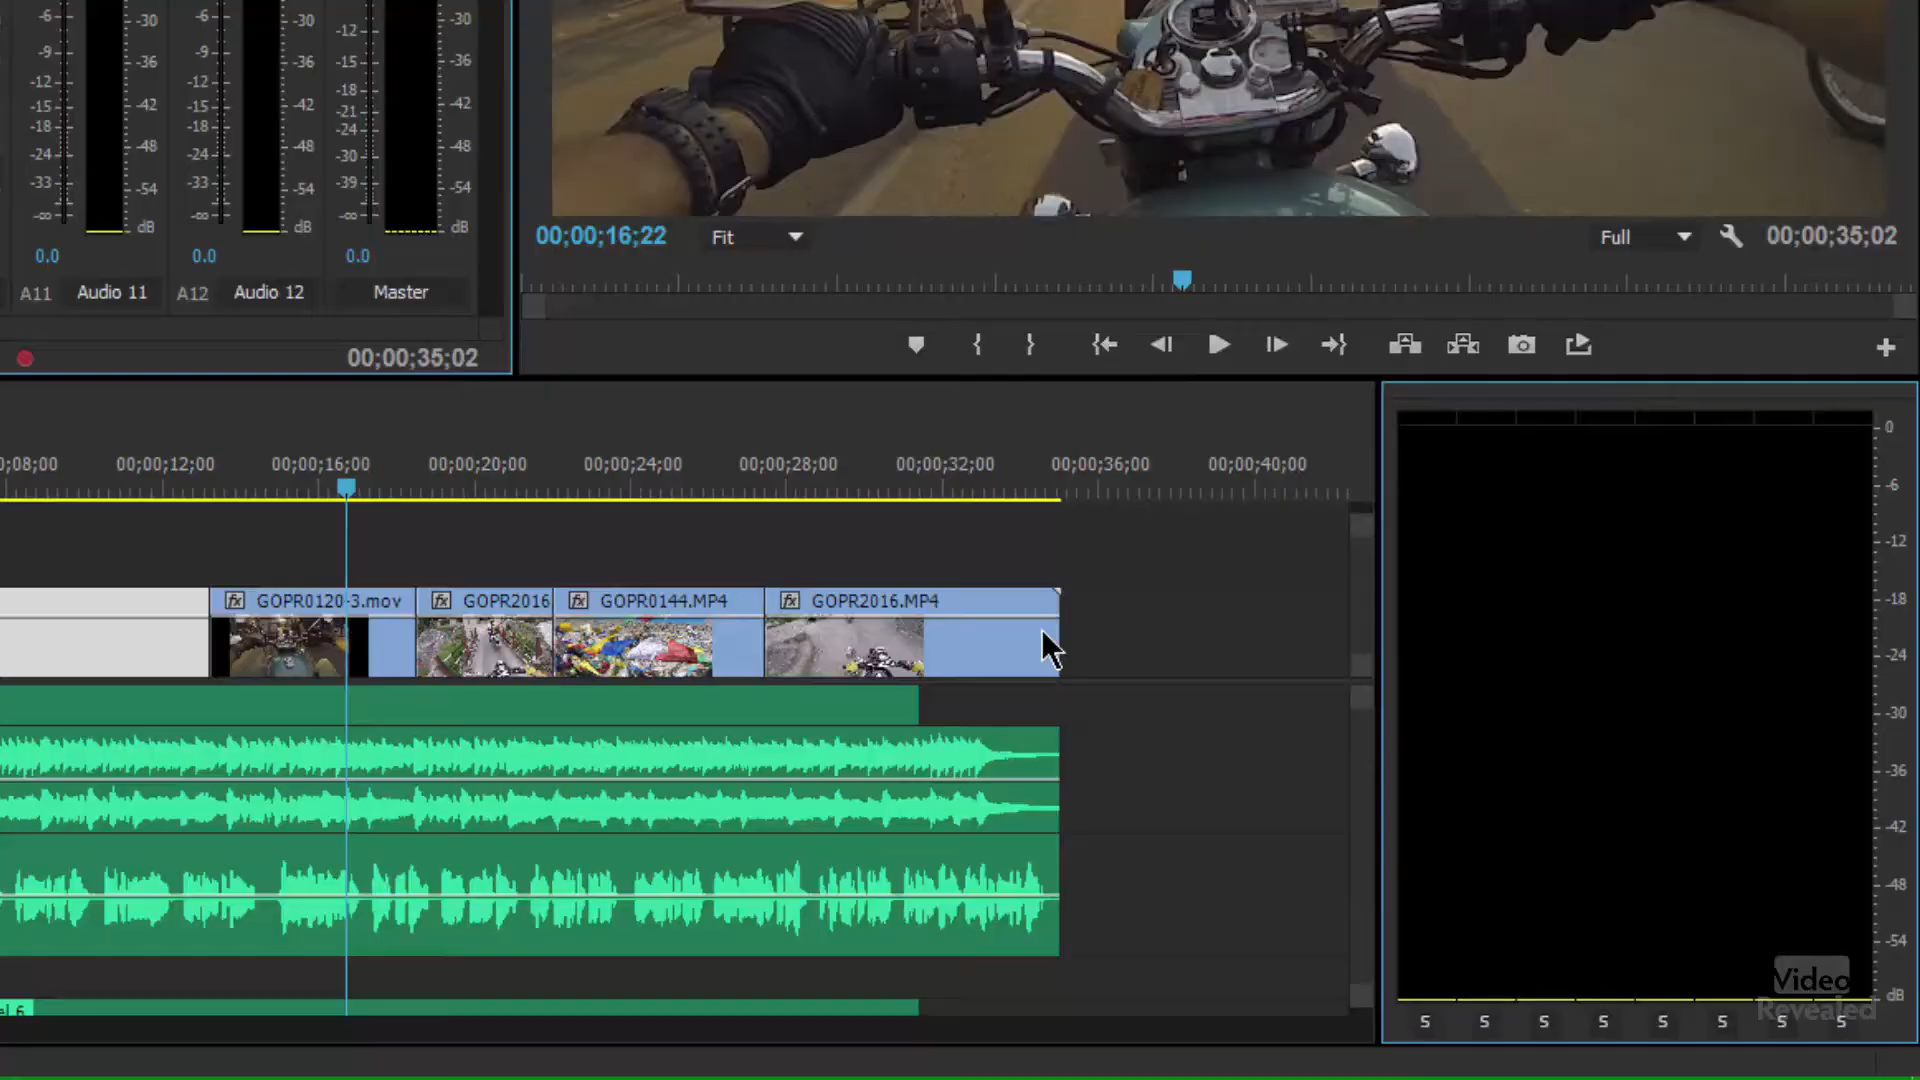 -6 -30 -6 -30 -12 -30
-9 -36 -9 -36 -15 -36
-12 -12 -18
-15 -42 -15 -42 -21 -42
-18 -18 -24
-24 -48 -24 -48 -30 -48
-33 -54 -33 -54 -39 -54
-∞ dB -∞ dB -∞ dB
0.0 0.0 0.0
A11 Audio 11 A12 Audio 12 Master
00;00;35;02
00;00;16;22 Fit Full 00;00;35;02
0;08;00 00;00;12;00 00;00;16;00 00;00;20;00 00;00;24;00 00;00;28;00 00;00;32;00 00;00;36;00 00;00;40;00
fx GOPR0120-3.mov fx GOPR2016 fx GOPR0144.MP4 fx GOPR2016.MP4
el 6
0
-6
-12
-18
-24
-30
-36
-42
-48
-54
dB
S S S S S S S S
Video
Revealed